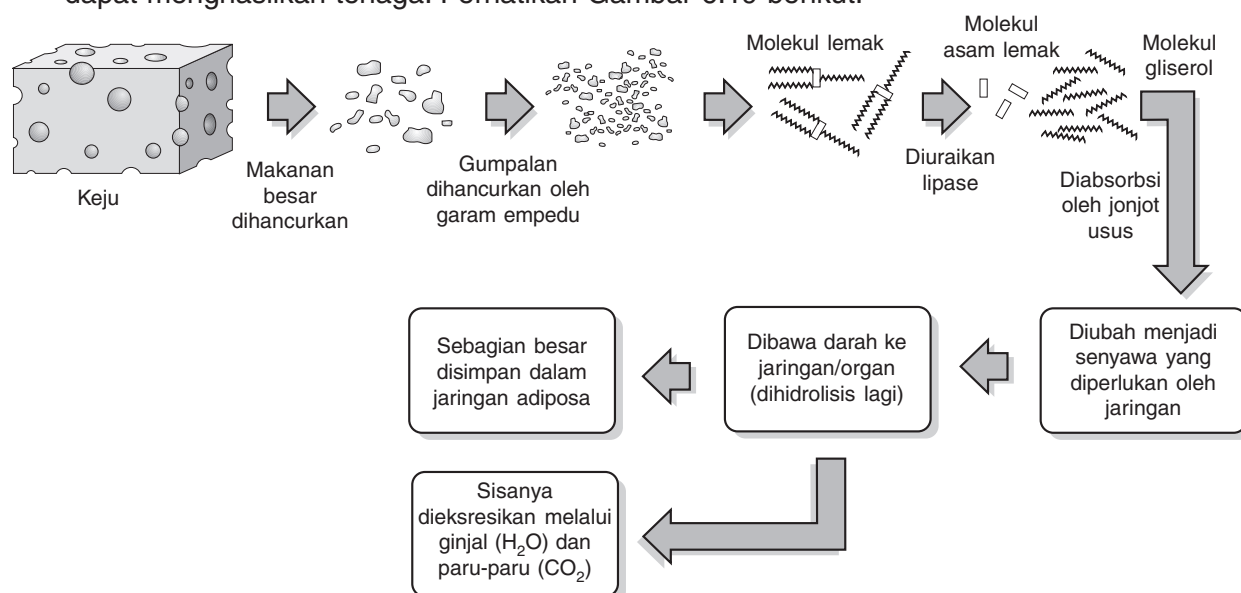 Keju
Makanan
besar
dihancurkan
Gumpalan
dihancurkan oleh
garam empedu
Molekul lemak
Diuraikan
lipase
Molekul
asam lemak
Molekul
gliserol
Diabsorbsi
oleh jonjot
usus
Diubah menjadi
senyawa yang
diperlukan oleh
jaringan
Dibawa darah ke
jaringan/organ
(dihidrolisis lagi)
Sebagian besar
disimpan dalam
jaringan adiposa
Sisanya
dieksresikan melalui
ginjal (H₂O) dan
paru-paru (CO₂)